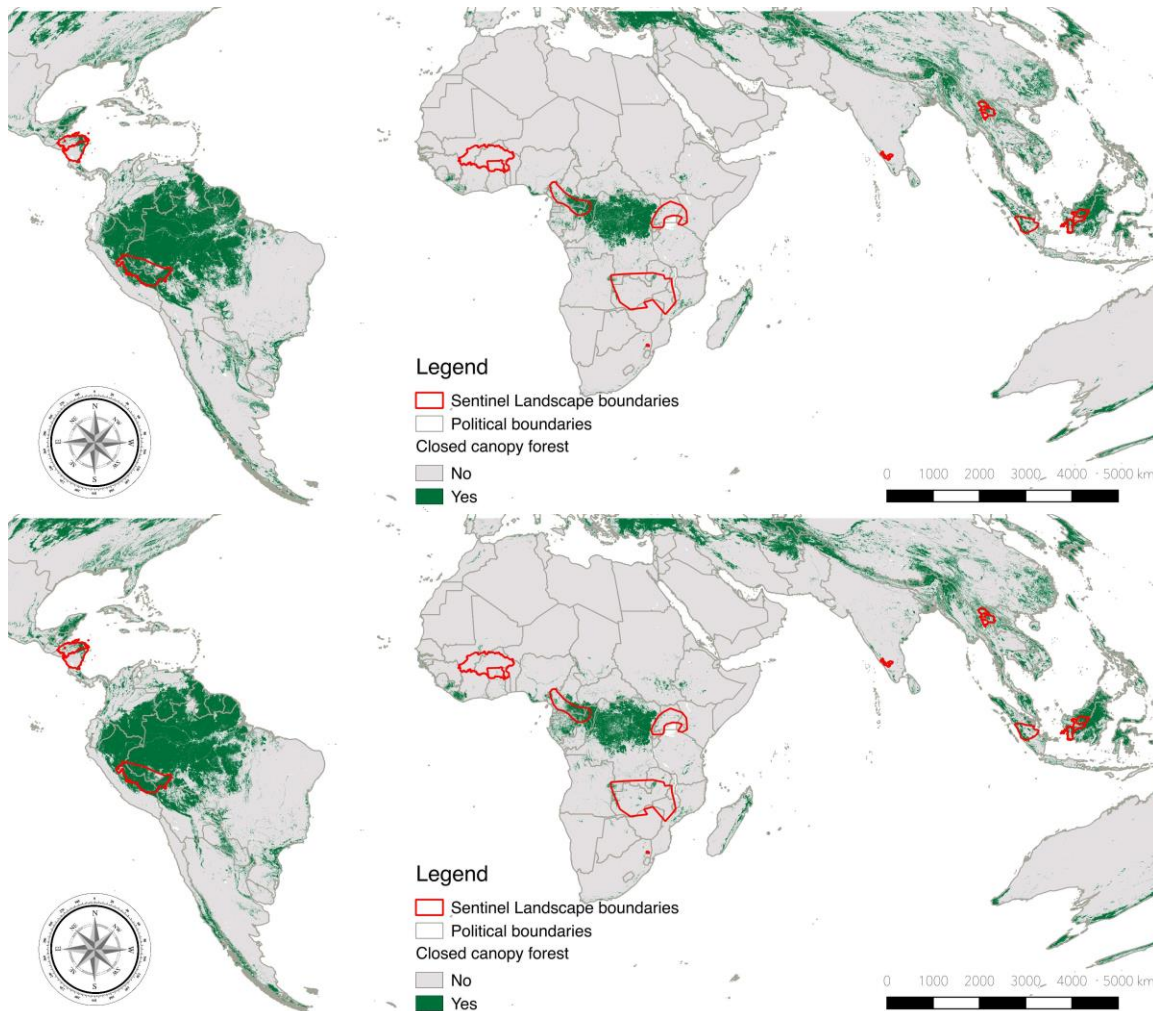 Legend
Sentinel Landscape boundaries
Political boundaries
Closed canopy forest
No
Yes
0 1000 2000 3000 4000 5000 km
N
S
Legend
Sentinel Landscape boundaries
Political boundaries
Closed canopy forest
No
Yes
0 1000 2000 3000 4000 5000 km
N
S